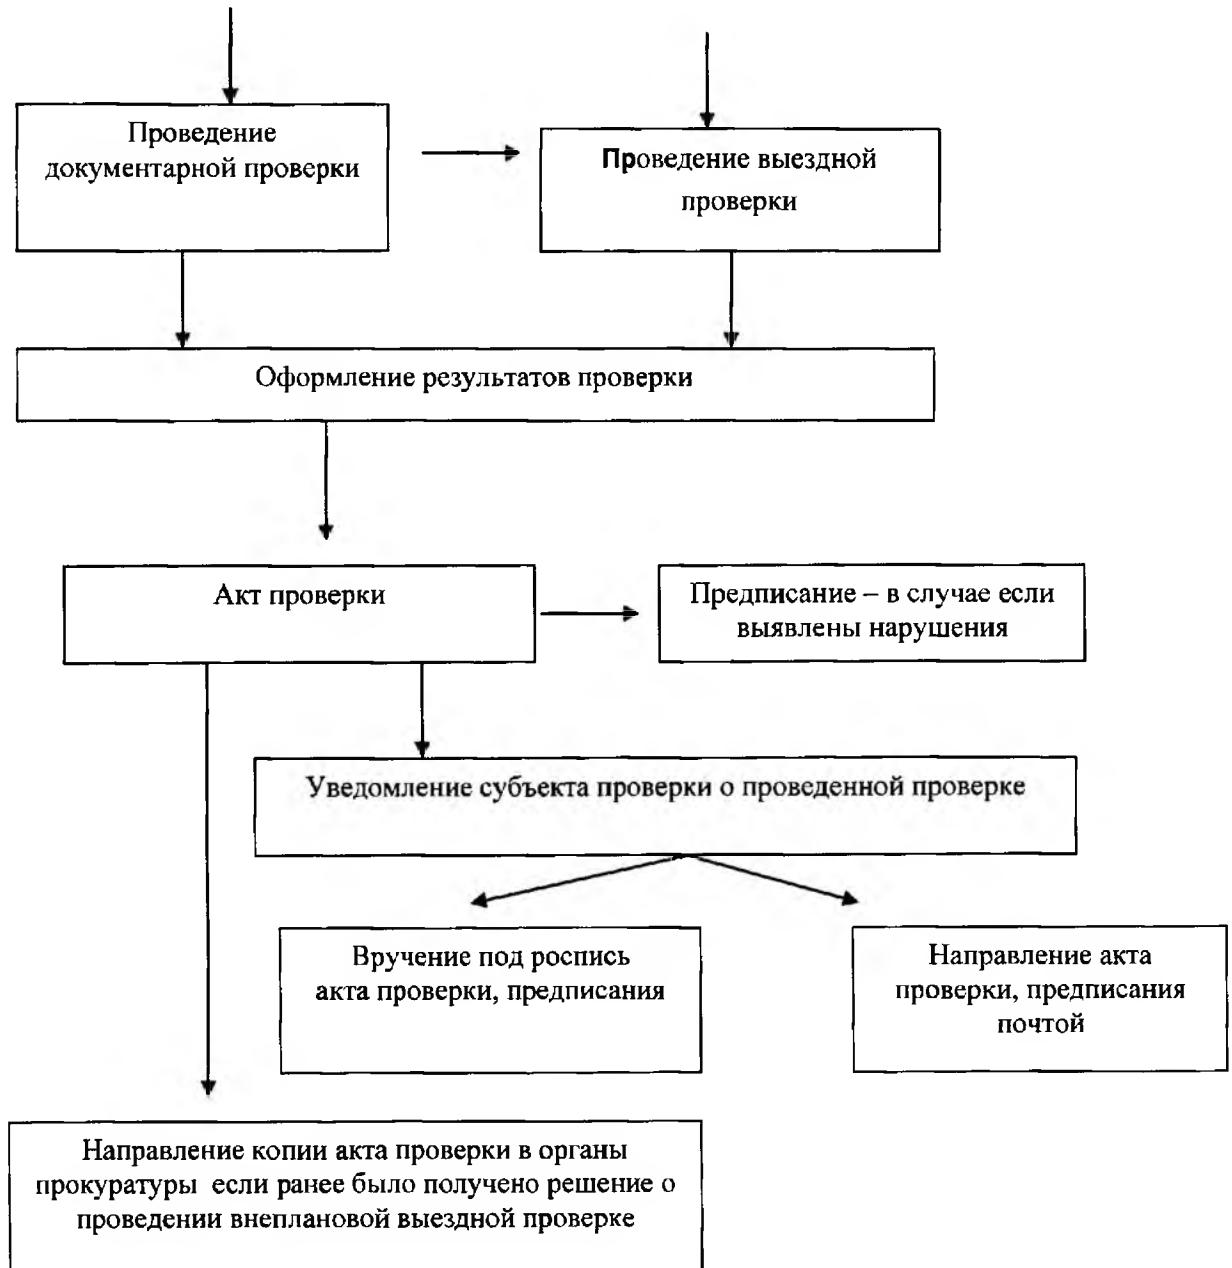 Проведение
документарной проверки
Проведение выездной
проверки
Оформление результатов проверки
Акт проверки
Предписание – в случае если
выявлены нарушения
Уведомление субъекта проверки о проведенной проверке
Вручение под роспись
акта проверки, предписания
Направление акта
проверки, предписания
почтой
Направление копии акта проверки в органы
прокуратуры если ранее было получено решение о
проведении внеплановой выездной проверке